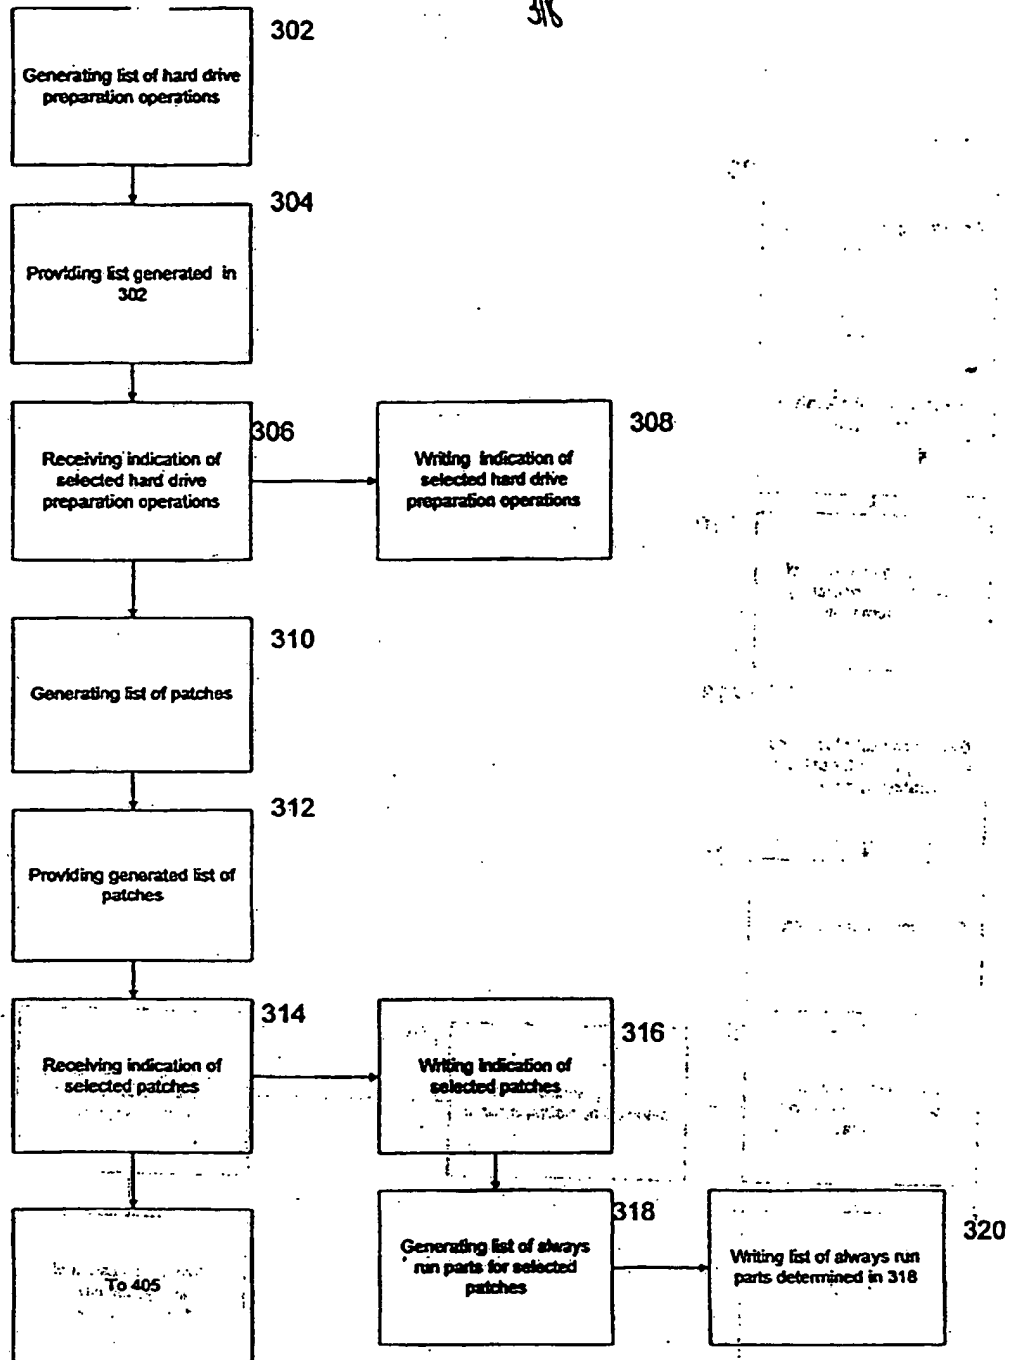 302
Generating list of hard drive
preparation operations
304
Providing list generated in
302
306
Receiving indication of
selected hard drive
preparation operations
308
Writing indication of
selected hard drive
preparation operations
310
Generating list of patches
312
Providing generated list of
patches
314
Receiving indication of
selected patches
316
Writing indication of
selected patches
To 405
318
Generating list of always
run parts for selected
patches
320
Writing list of always run
parts determined in 318